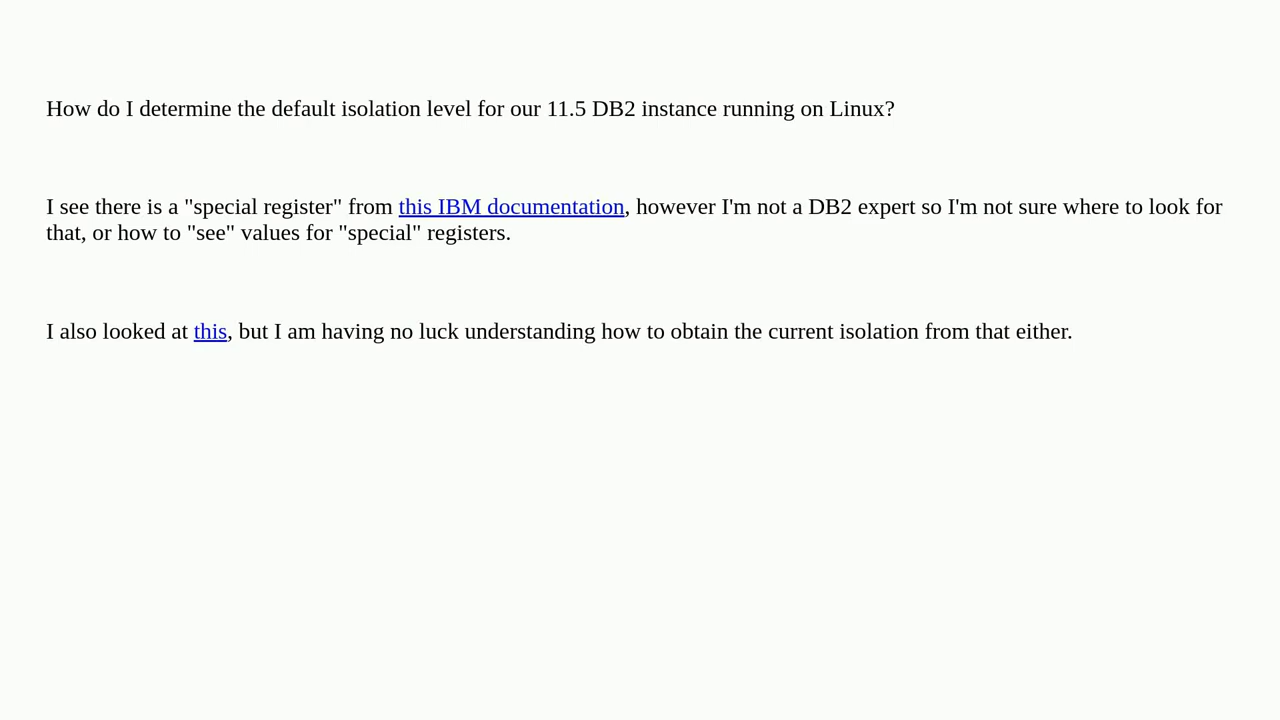 How do I determine the default isolation level for our 11.5 DB2 instance running on Linux?
I see there is a "special register" from this IBM documentation, however I'm not a DB2 expert so I'm not sure where to look for
that, or how to "see" values for "special" registers.
I also looked at this, but I am having no luck understanding how to obtain the current isolation from that either.